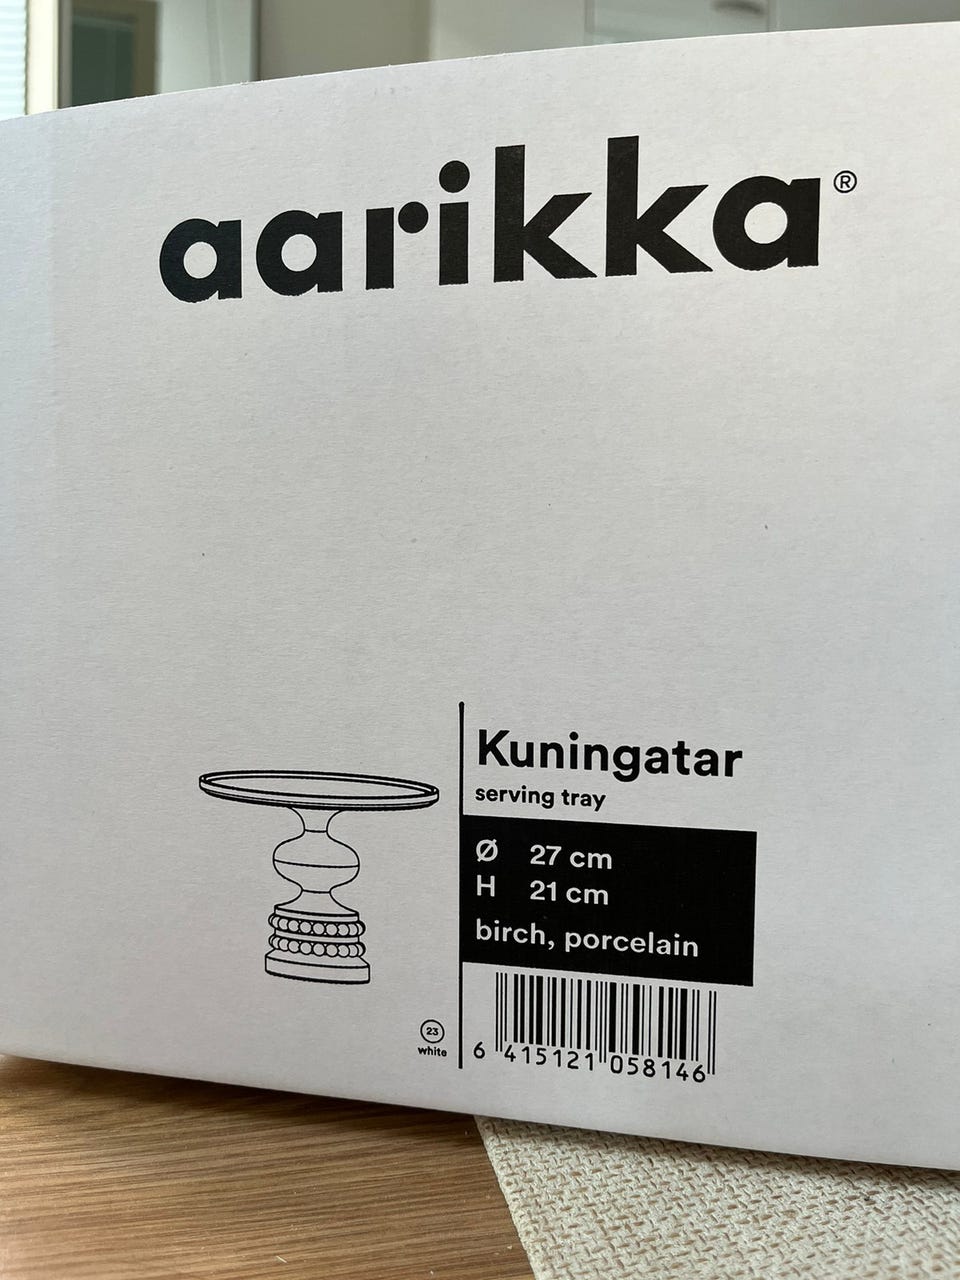 aarikka®
Kuningatar
serving tray
Ø 27 cm
H 21 cm
birch, porcelain
23
white
6 415121 058146